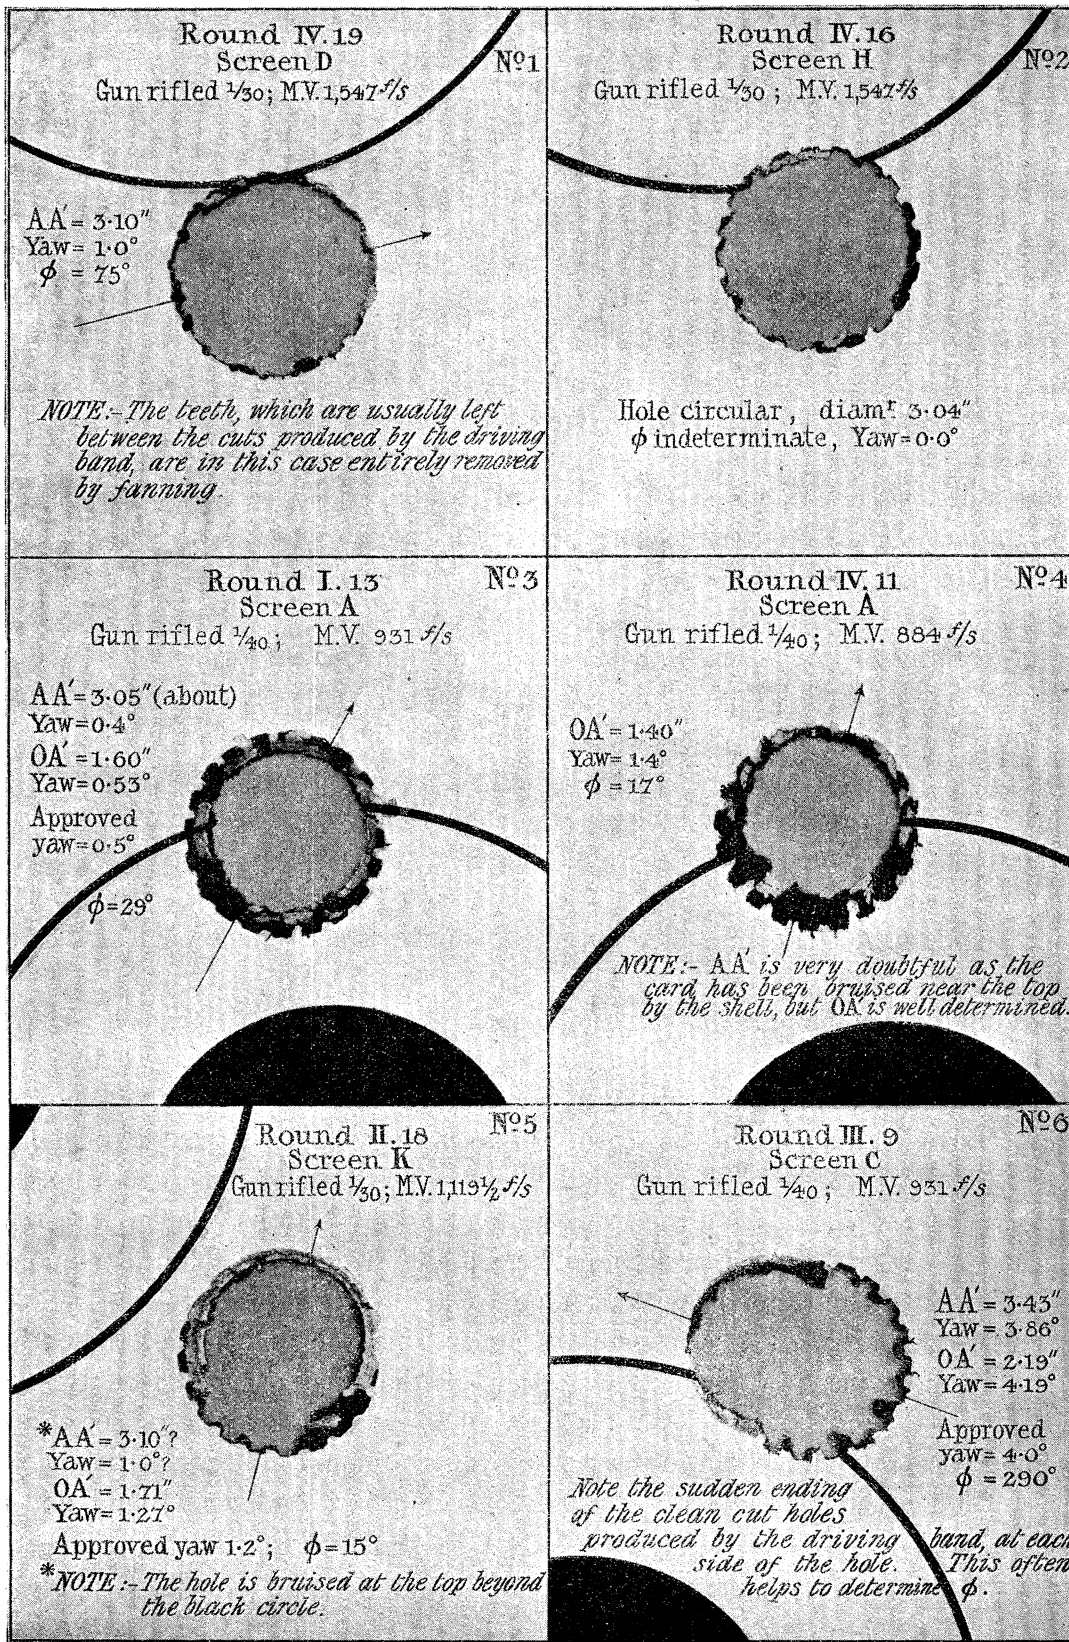 Round IV. 19
Screen D
Nº1
Gun rifled 1/30; M.V. 1,547 f/s
AA' = 3·10"
Yaw = 1·0°
ϕ = 75°
NOTE:- The teeth, which are usually left
between the cuts produced by the driving
band, are in this case entirely removed
by fanning.
Round IV. 16
Screen H
Nº2
Gun rifled 1/30 ; M.V. 1,547 f/s
Hole circular, diamr. 3·04"
ϕ indeterminate, Yaw = 0·0°
Round I. 13
Nº3
Screen A
Gun rifled 1/40; M.V. 931 f/s
AA' = 3·05" (about)
Yaw = 0·4°
OA' = 1·60"
Yaw = 0·53°
Approved
yaw = 0·5°
ϕ = 29°
Round IV. 11
Nº4
Screen A
Gun rifled 1/40; M.V. 884 f/s
OA' = 1·40"
Yaw = 1·4°
ϕ = 17°
NOTE:- AA' is very doubtful as the
card has been bruised near the top
by the shell, but OA' is well determined.
Nº5
Round II. 18
Screen K
Gun rifled 1/30; M.V. 1,119 1/2 f/s
*AA' = 3·10"?
Yaw = 1·0°?
OA' = 1·71"
Yaw = 1·27°
Approved yaw 1·2°; ϕ = 15°
*NOTE:- The hole is bruised at the top beyond
the black circle.
Nº6
Round III. 9
Screen C
Gun rifled 1/40; M.V. 931 f/s
AA' = 3·43"
Yaw = 3·86°
OA' = 2·19"
Yaw = 4·19°
Approved
yaw = 4·0°
ϕ = 290°
Note the sudden ending
of the clean cut holes
produced by the driving band, at each
side of the hole. This often
helps to determine ϕ.